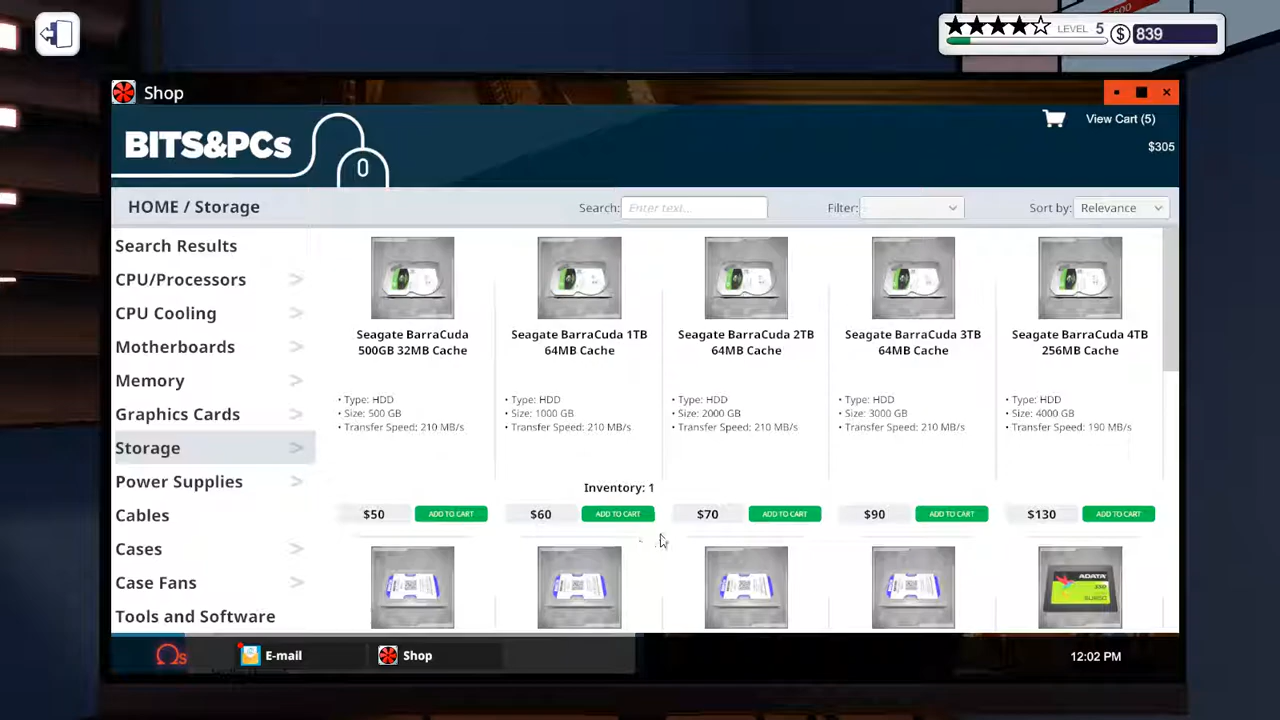 LEVEL 5 $ 839
Shop
BITS&PCs
View Cart (5)
$305
HOME / Storage
Search: Enter text...
Filter:
Sort by: Relevance
Search Results
CPU/Processors >
CPU Cooling
Motherboards >
Memory >
Graphics Cards >
Storage >
Power Supplies >
Cables
Cases >
Case Fans >
Tools and Software
Seagate BarraCuda
500GB 32MB Cache
• Type: HDD
• Size: 500 GB
• Transfer Speed: 210 MB/s
$50 ADD TO CART
Seagate BarraCuda 1TB
64MB Cache
• Type: HDD
• Size: 1000 GB
• Transfer Speed: 210 MB/s
Inventory: 1
$60 ADD TO CART
Seagate BarraCuda 2TB
64MB Cache
• Type: HDD
• Size: 2000 GB
• Transfer Speed: 210 MB/s
$70 ADD TO CART
Seagate BarraCuda 3TB
64MB Cache
• Type: HDD
• Size: 3000 GB
• Transfer Speed: 210 MB/s
$90 ADD TO CART
Seagate BarraCuda 4TB
256MB Cache
• Type: HDD
• Size: 4000 GB
• Transfer Speed: 190 MB/s
$130 ADD TO CART
ADATA
Ωs
E-mail
Shop
12:02 PM